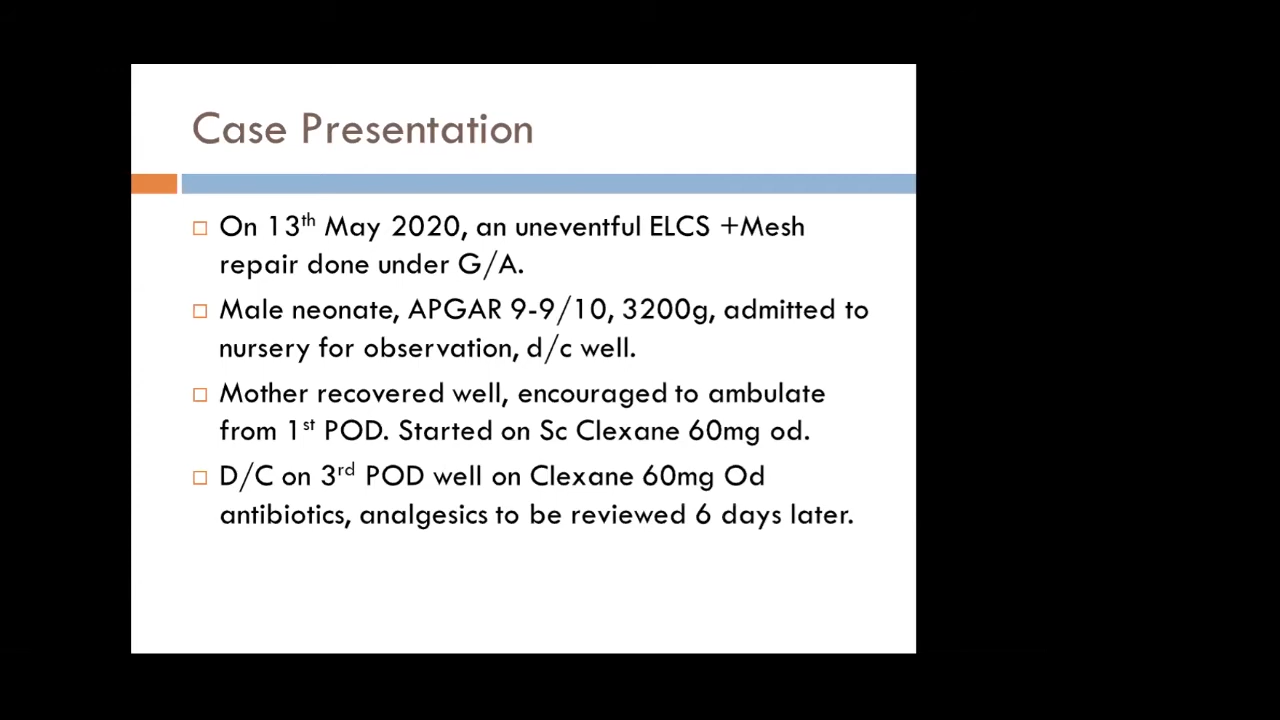 Case Presentation
On 13th May 2020, an uneventful ELCS +Mesh
repair done under G/A.
Male neonate, APGAR 9-9/10, 3200g, admitted to
nursery for observation, d/c well.
Mother recovered well, encouraged to ambulate
from 1st POD. Started on Sc Clexane 60mg od.
D/C on 3rd POD well on Clexane 60mg Od
antibiotics, analgesics to be reviewed 6 days later.